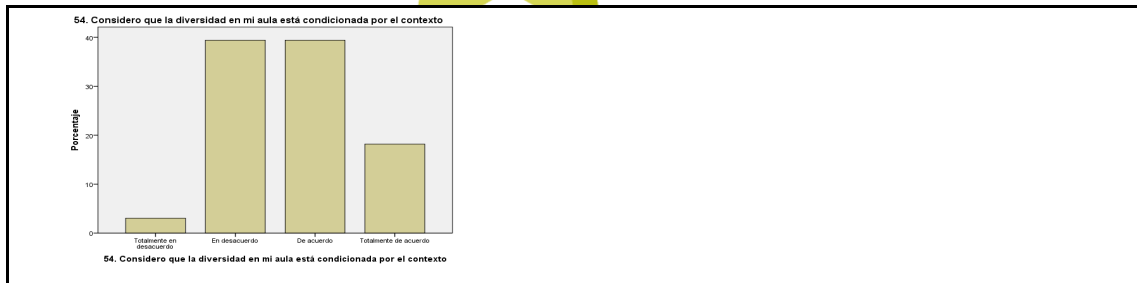 54. Considero que la diversidad en mi aula está condicionada por el contexto
40
30
20
10
0
Porcentaje
Totalmente en
desacuerdo
En desacuerdo
De acuerdo
Totalmente de acuerdo
54. Considero que la diversidad en mi aula está condicionada por el contexto